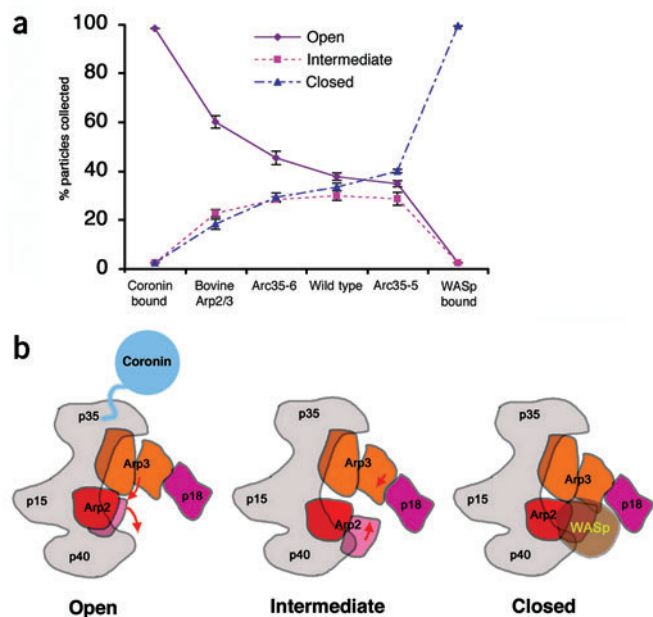 a
% particles collected
100
80
60
40
20
0
Open
Intermediate
Closed
Coronin bound
Bovine Arp2/3
Arc35-6
Wild type
Arc35-5
WASp bound
b
Coronin
p35
Arp3
p18
p15
Arp2
p40
Open
p35
Arp3
p18
p15
Arp2
p40
Intermediate
p35
Arp3
p18
p15
Arp2
WASp
p40
Closed